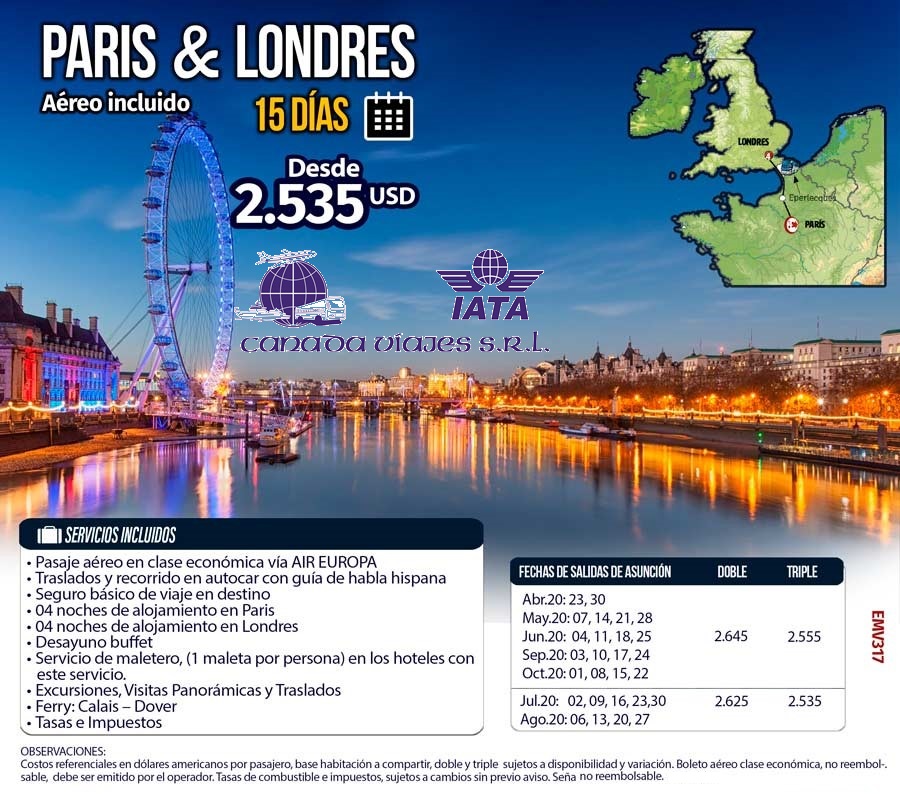 PARIS & LONDRES
Aéreo incluido
15 DÍAS
Desde
2.535 USD
LONDRES
Eperlecques
PARÍS
IATA
CANADA VIAJES S.R.L.
SERVICIOS INCLUIDOS
• Pasaje aéreo en clase económica vía AIR EUROPA
• Traslados y recorrido en autocar con guía de habla hispana
• Seguro básico de viaje en destino
• 04 noches de alojamiento en Paris
• 04 noches de alojamiento en Londres
• Desayuno buffet
• Servicio de maletero, (1 maleta por persona) en los hoteles con
este servicio.
• Excursiones, Visitas Panorámicas y Traslados
• Ferry: Calais – Dover
• Tasas e Impuestos
FECHAS DE SALIDAS DE ASUNCIÓN DOBLE TRIPLE
Abr.20: 23, 30
May.20: 07, 14, 21, 28
Jun.20: 04, 11, 18, 25 2.645 2.555
Sep.20: 03, 10, 17, 24
Oct.20: 01, 08, 15, 22
Jul.20: 02, 09, 16, 23,30 2.625 2.535
Ago.20: 06, 13, 20, 27
EMV317
OBSERVACIONES:
Costos referenciales en dólares americanos por pasajero, base habitación a compartir, doble y triple sujetos a disponibilidad y variación. Boleto aéreo clase económica, no reembol-.
sable, debe ser emitido por el operador. Tasas de combustible e impuestos, sujetos a cambios sin previo aviso. Seña no reembolsable.